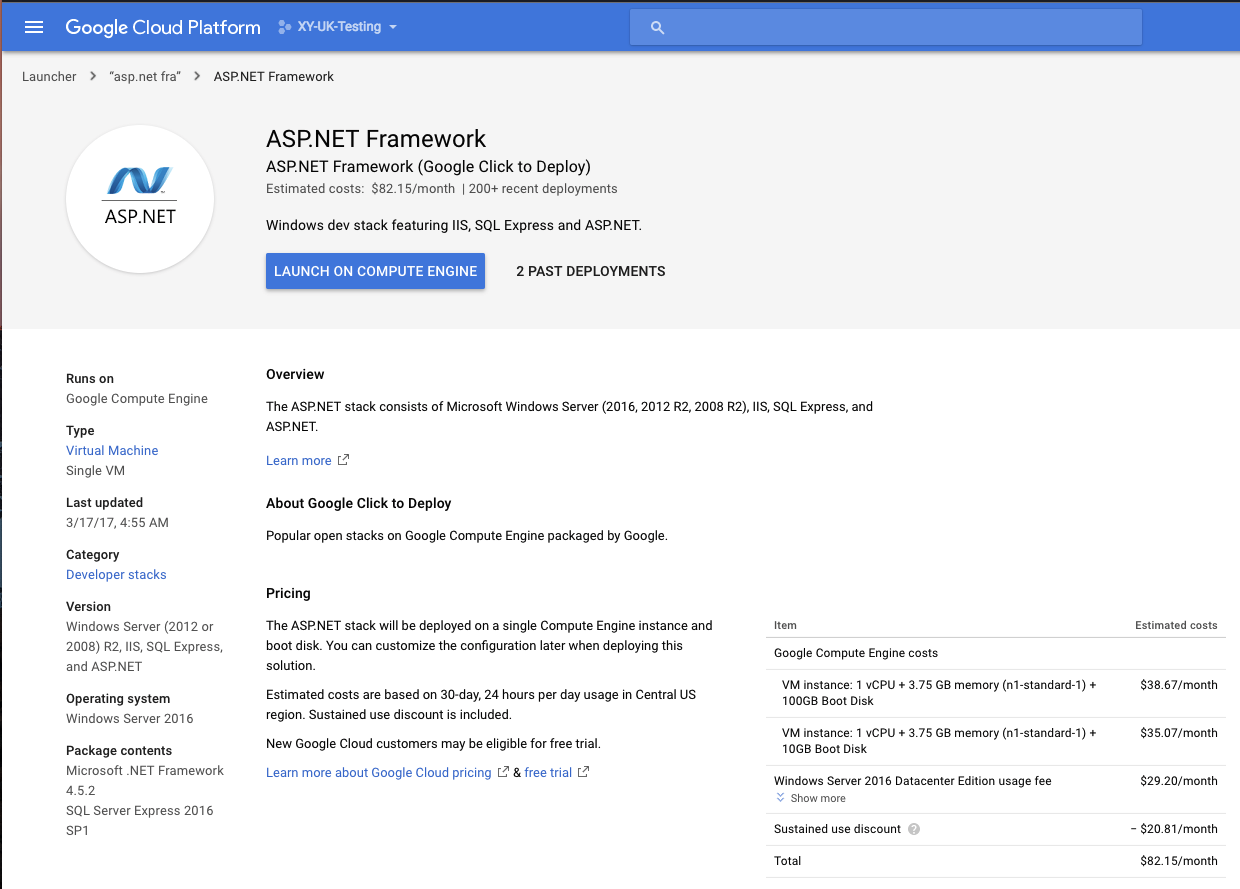 Google Cloud Platform
XY-UK-Testing
Launcher > "asp.net fra" > ASP.NET Framework
ASP.NET
ASP.NET Framework
ASP.NET Framework (Google Click to Deploy)
Estimated costs: $82.15/month | 200+ recent deployments
Windows dev stack featuring IIS, SQL Express and ASP.NET.
LAUNCH ON COMPUTE ENGINE
2 PAST DEPLOYMENTS
Runs on
Google Compute Engine
Type
Virtual Machine
Single VM
Last updated
3/17/17, 4:55 AM
Category
Developer stacks
Version
Windows Server (2012 or
2008) R2, IIS, SQL Express,
and ASP.NET
Operating system
Windows Server 2016
Package contents
Microsoft .NET Framework
4.5.2
SQL Server Express 2016
SP1
Overview
The ASP.NET stack consists of Microsoft Windows Server (2016, 2012 R2, 2008 R2), IIS, SQL Express, and
ASP.NET.
Learn more
About Google Click to Deploy
Popular open stacks on Google Compute Engine packaged by Google.
Pricing
The ASP.NET stack will be deployed on a single Compute Engine instance and
boot disk. You can customize the configuration later when deploying this
solution.
Estimated costs are based on 30-day, 24 hours per day usage in Central US
region. Sustained use discount is included.
New Google Cloud customers may be eligible for free trial.
Learn more about Google Cloud pricing & free trial
Item Estimated costs
Google Compute Engine costs
VM instance: 1 vCPU + 3.75 GB memory (n1-standard-1) + $38.67/month
100GB Boot Disk
VM instance: 1 vCPU + 3.75 GB memory (n1-standard-1) + $35.07/month
10GB Boot Disk
Windows Server 2016 Datacenter Edition usage fee $29.20/month
Show more
Sustained use discount ? − $20.81/month
Total $82.15/month